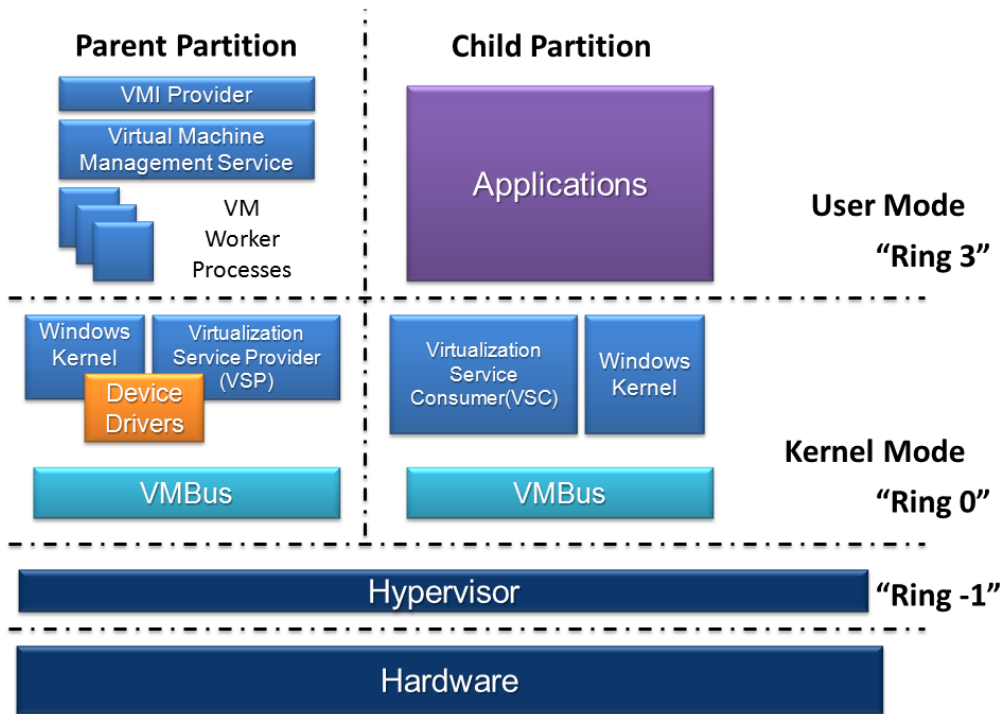 Parent Partition
Child Partition
VMI Provider
Virtual Machine
Management Service
VM
Worker
Processes
Applications
User Mode
“Ring 3”
Windows
Kernel
Virtualization
Service Provider
(VSP)
Device
Drivers
VMBus
Virtualization
Service
Consumer(VSC)
Windows
Kernel
VMBus
Kernel Mode
“Ring 0”
Hypervisor
“Ring -1”
Hardware